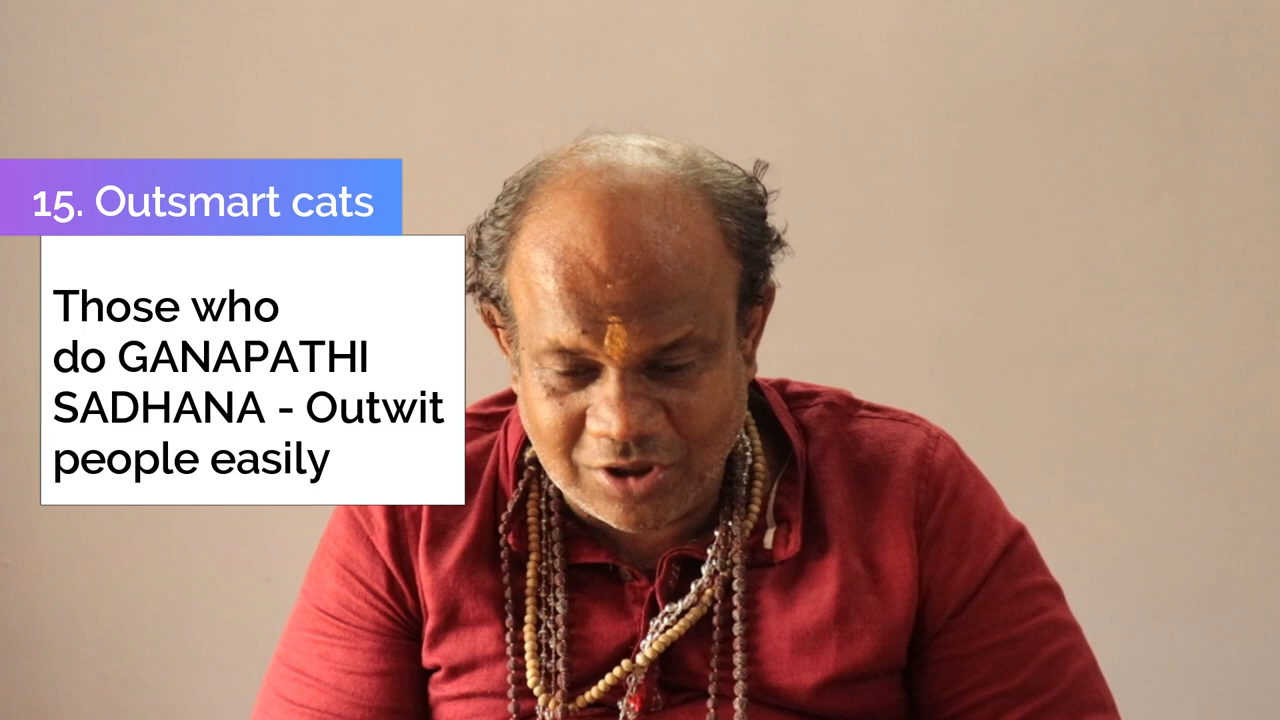 15. Outsmart cats
Those who
do GANAPATHI
SADHANA - Outwit
people easily